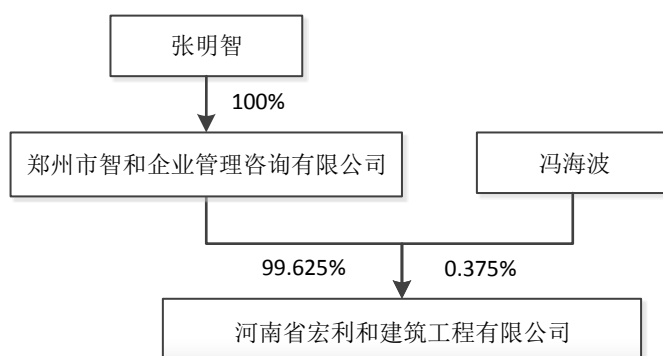 张明智
100%
郑州市智和企业管理咨询有限公司
冯海波
99.625%
0.375%
河南省宏利和建筑工程有限公司